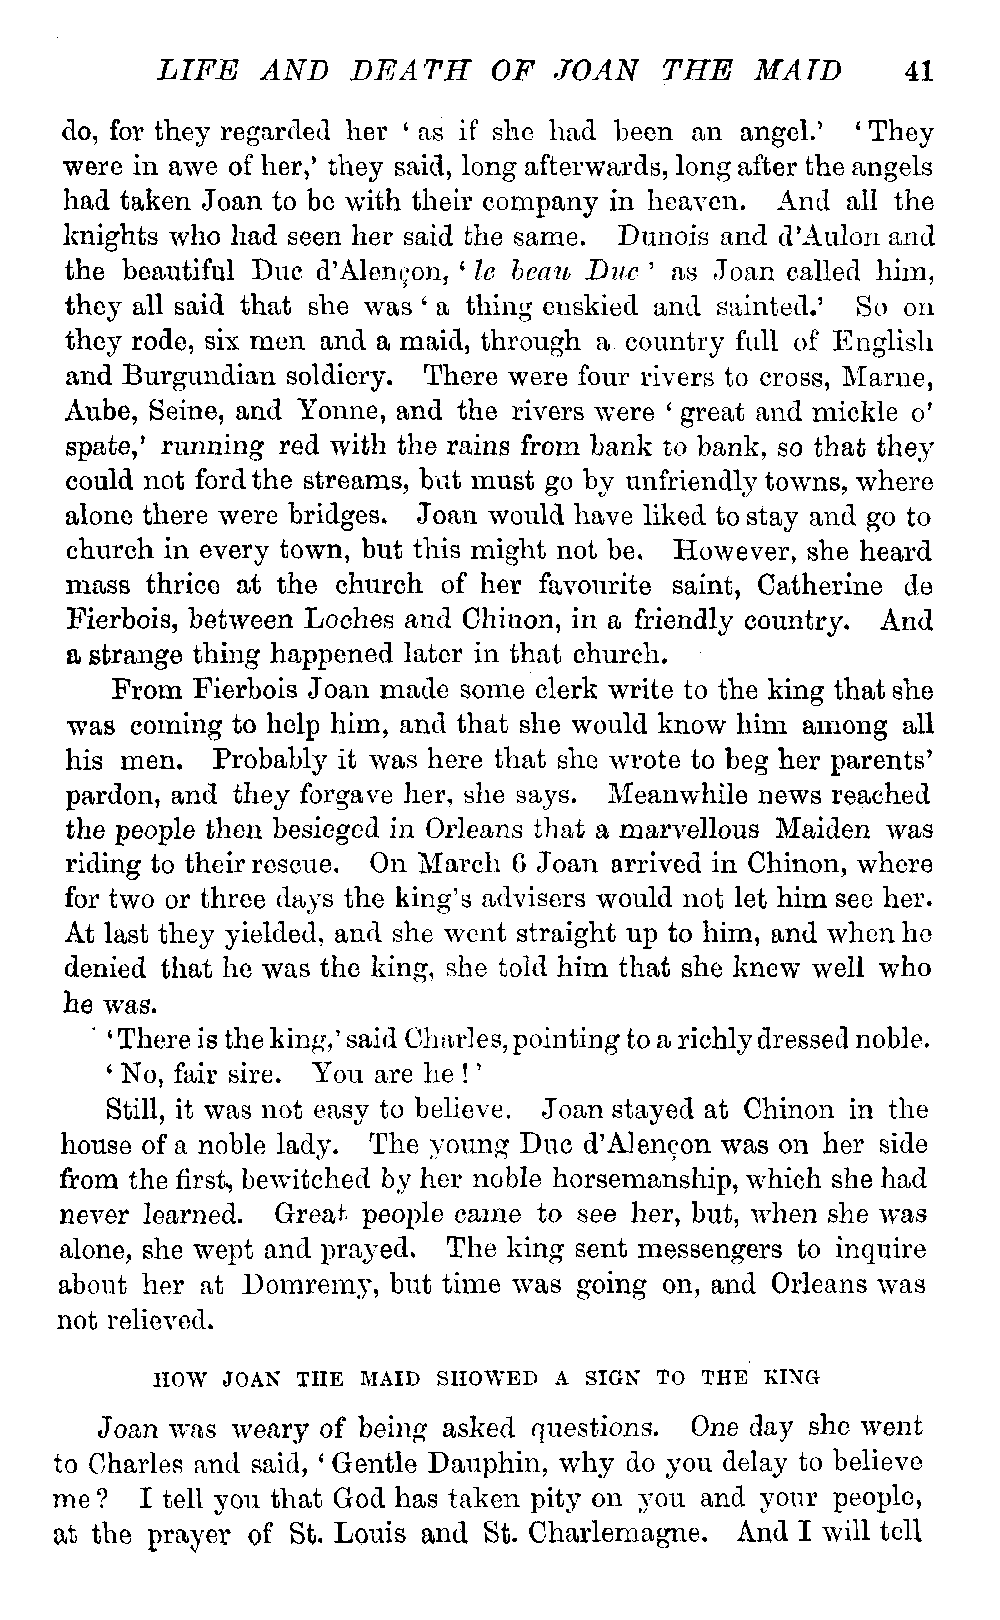 LIFE AND DEATH OF JOAN THE MAID 41
do, for they regarded her ‘as if she had been an angel.’ ‘They
were in awe of her,’ they said, long afterwards, long after the angels
had taken Joan to be with their company in heaven. And all the
knights who had seen her said the same. Dunois and d’Aulon and
the beautiful Duc d’Alençon, ‘le beau Duc’ as Joan called him,
they all said that she was ‘a thing enskied and sainted.’ So on
they rode, six men and a maid, through a country full of English
and Burgundian soldiery. There were four rivers to cross, Marne,
Aube, Seine, and Yonne, and the rivers were ‘great and mickle o’
spate,’ running red with the rains from bank to bank, so that they
could not ford the streams, but must go by unfriendly towns, where
alone there were bridges. Joan would have liked to stay and go to
church in every town, but this might not be. However, she heard
mass thrice at the church of her favourite saint, Catherine de
Fierbois, between Loches and Chinon, in a friendly country. And
a strange thing happened later in that church.
From Fierbois Joan made some clerk write to the king that she
was coming to help him, and that she would know him among all
his men. Probably it was here that she wrote to beg her parents’
pardon, and they forgave her, she says. Meanwhile news reached
the people then besieged in Orleans that a marvellous Maiden was
riding to their rescue. On March 6 Joan arrived in Chinon, where
for two or three days the king’s advisers would not let him see her.
At last they yielded, and she went straight up to him, and when he
denied that he was the king, she told him that she knew well who
he was.
‘There is the king,’ said Charles, pointing to a richly dressed noble.
‘No, fair sire. You are he!’
Still, it was not easy to believe. Joan stayed at Chinon in the
house of a noble lady. The young Duc d’Alençon was on her side
from the first, bewitched by her noble horsemanship, which she had
never learned. Great people came to see her, but, when she was
alone, she wept and prayed. The king sent messengers to inquire
about her at Domremy, but time was going on, and Orleans was
not relieved.
HOW JOAN THE MAID SHOWED A SIGN TO THE KING
Joan was weary of being asked questions. One day she went
to Charles and said, ‘Gentle Dauphin, why do you delay to believe
me? I tell you that God has taken pity on you and your people,
at the prayer of St. Louis and St. Charlemagne. And I will tell